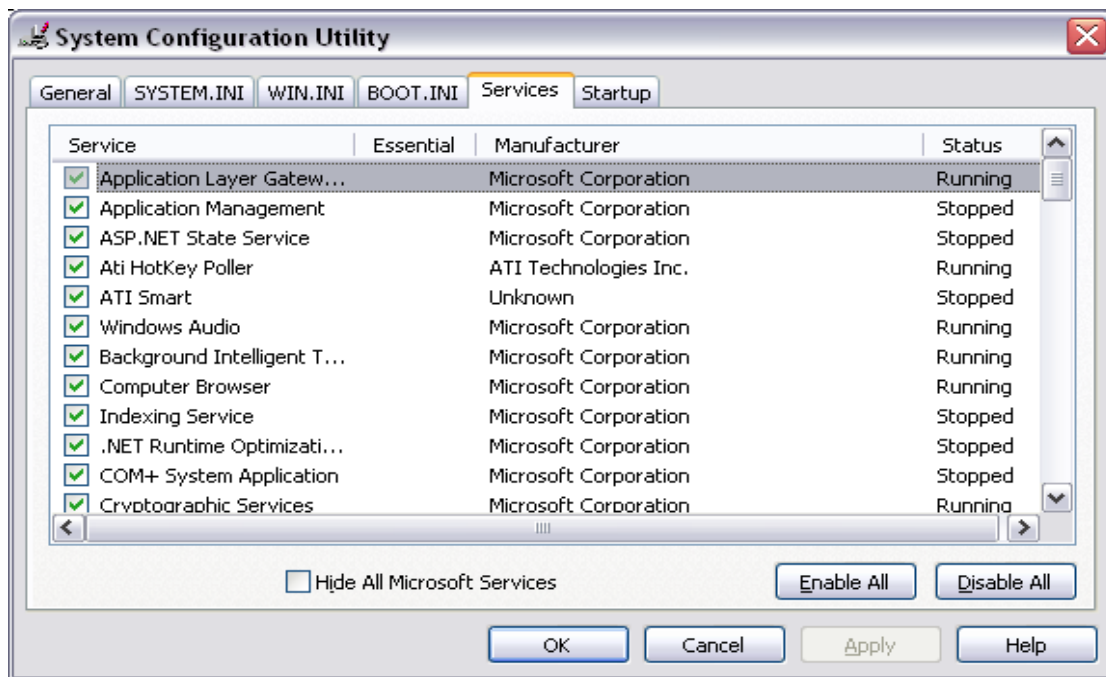 System Configuration Utility
General SYSTEM.INI WIN.INI BOOT.INI Services Startup
Service Essential Manufacturer Status
Application Layer Gatew... Microsoft Corporation Running
Application Management Microsoft Corporation Stopped
ASP.NET State Service Microsoft Corporation Stopped
Ati HotKey Poller ATI Technologies Inc. Running
ATI Smart Unknown Stopped
Windows Audio Microsoft Corporation Running
Background Intelligent T... Microsoft Corporation Running
Computer Browser Microsoft Corporation Running
Indexing Service Microsoft Corporation Stopped
.NET Runtime Optimizati... Microsoft Corporation Stopped
COM+ System Application Microsoft Corporation Stopped
Cryptographic Services Microsoft Corporation Running
Hide All Microsoft Services Enable All Disable All
OK Cancel Apply Help